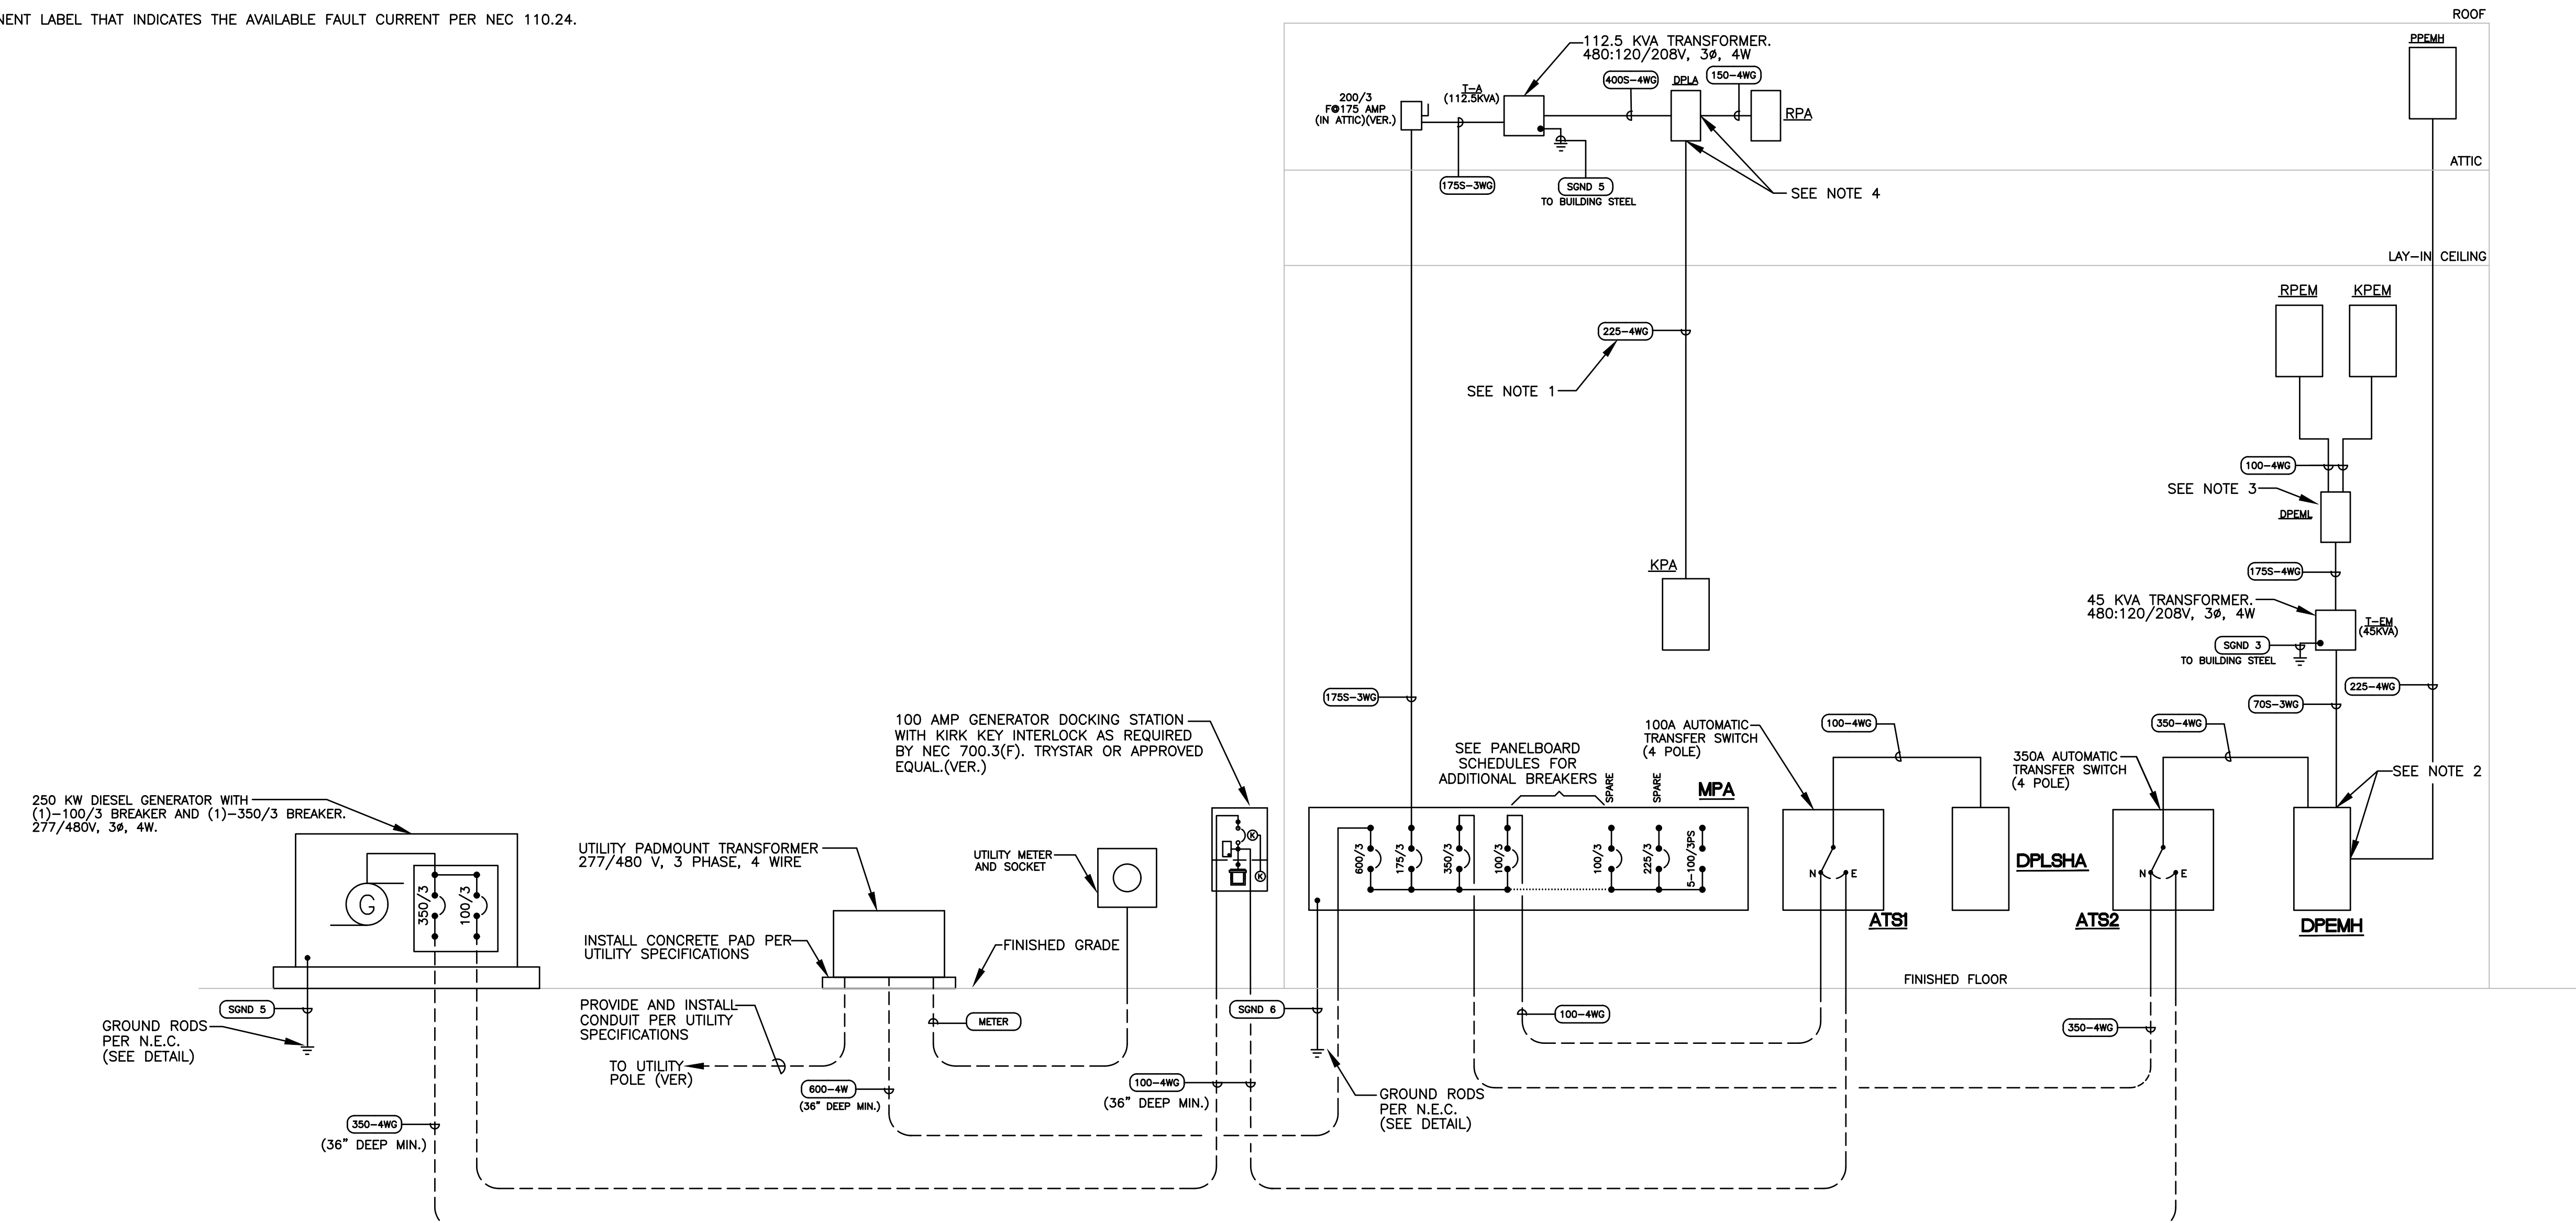 NENT LABEL THAT INDICATES THE AVAILABLE FAULT CURRENT PER NEC 110.24.
ROOF
PPEMH
112.5 KVA TRANSFORMER.
480:120/208V, 3ø, 4W
200/3
F@175 AMP
(IN ATTIC)(VER.)
T-A
(112.5KVA)
400S-4WG
DPLA
150-4WG
RPA
ATTIC
175S-3WG
SGND 5
TO BUILDING STEEL
SEE NOTE 4
LAY-IN CEILING
RPEM
KPEM
225-4WG
SEE NOTE 1
100-4WG
SEE NOTE 3
DPEML
KPA
175S-4WG
45 KVA TRANSFORMER.
480:120/208V, 3ø, 4W
T-EM
(45KVA)
SGND 3
TO BUILDING STEEL
225-4WG
70S-3WG
175S-3WG
100 AMP GENERATOR DOCKING STATION
WITH KIRK KEY INTERLOCK AS REQUIRED
BY NEC 700.3(F). TRYSTAR OR APPROVED
EQUAL.(VER.)
SEE PANELBOARD
SCHEDULES FOR
ADDITIONAL BREAKERS
SPARE
SPARE
MPA
100A AUTOMATIC
TRANSFER SWITCH
(4 POLE)
100-4WG
350A AUTOMATIC
TRANSFER SWITCH
(4 POLE)
350-4WG
SEE NOTE 2
250 KW DIESEL GENERATOR WITH
(1)-100/3 BREAKER AND (1)-350/3 BREAKER.
277/480V, 3ø, 4W.
G
350/3
100/3
UTILITY PADMOUNT TRANSFORMER
277/480 V, 3 PHASE, 4 WIRE
UTILITY METER
AND SOCKET
K
K
600/3
175/3
350/3
100/3
100/3
225/3
5-100/3PS
N
E
ATS1
DPLSHA
N
E
ATS2
DPEMH
INSTALL CONCRETE PAD PER
UTILITY SPECIFICATIONS
FINISHED GRADE
FINISHED FLOOR
SGND 5
GROUND RODS
PER N.E.C.
(SEE DETAIL)
PROVIDE AND INSTALL
CONDUIT PER UTILITY
SPECIFICATIONS
METER
SGND 6
100-4WG
350-4WG
TO UTILITY
POLE (VER)
600-4W
(36" DEEP MIN.)
100-4WG
(36" DEEP MIN.)
GROUND RODS
PER N.E.C.
(SEE DETAIL)
350-4WG
(36" DEEP MIN.)